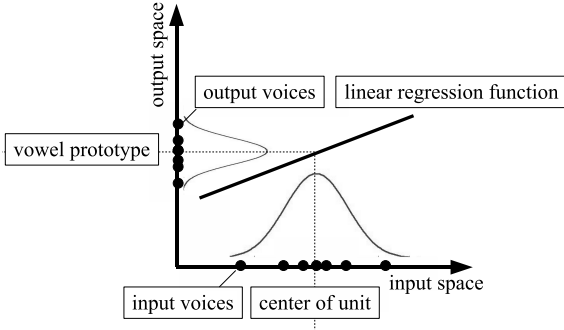 output space
output voices
linear regression function
vowel prototype
input space
input voices
center of unit